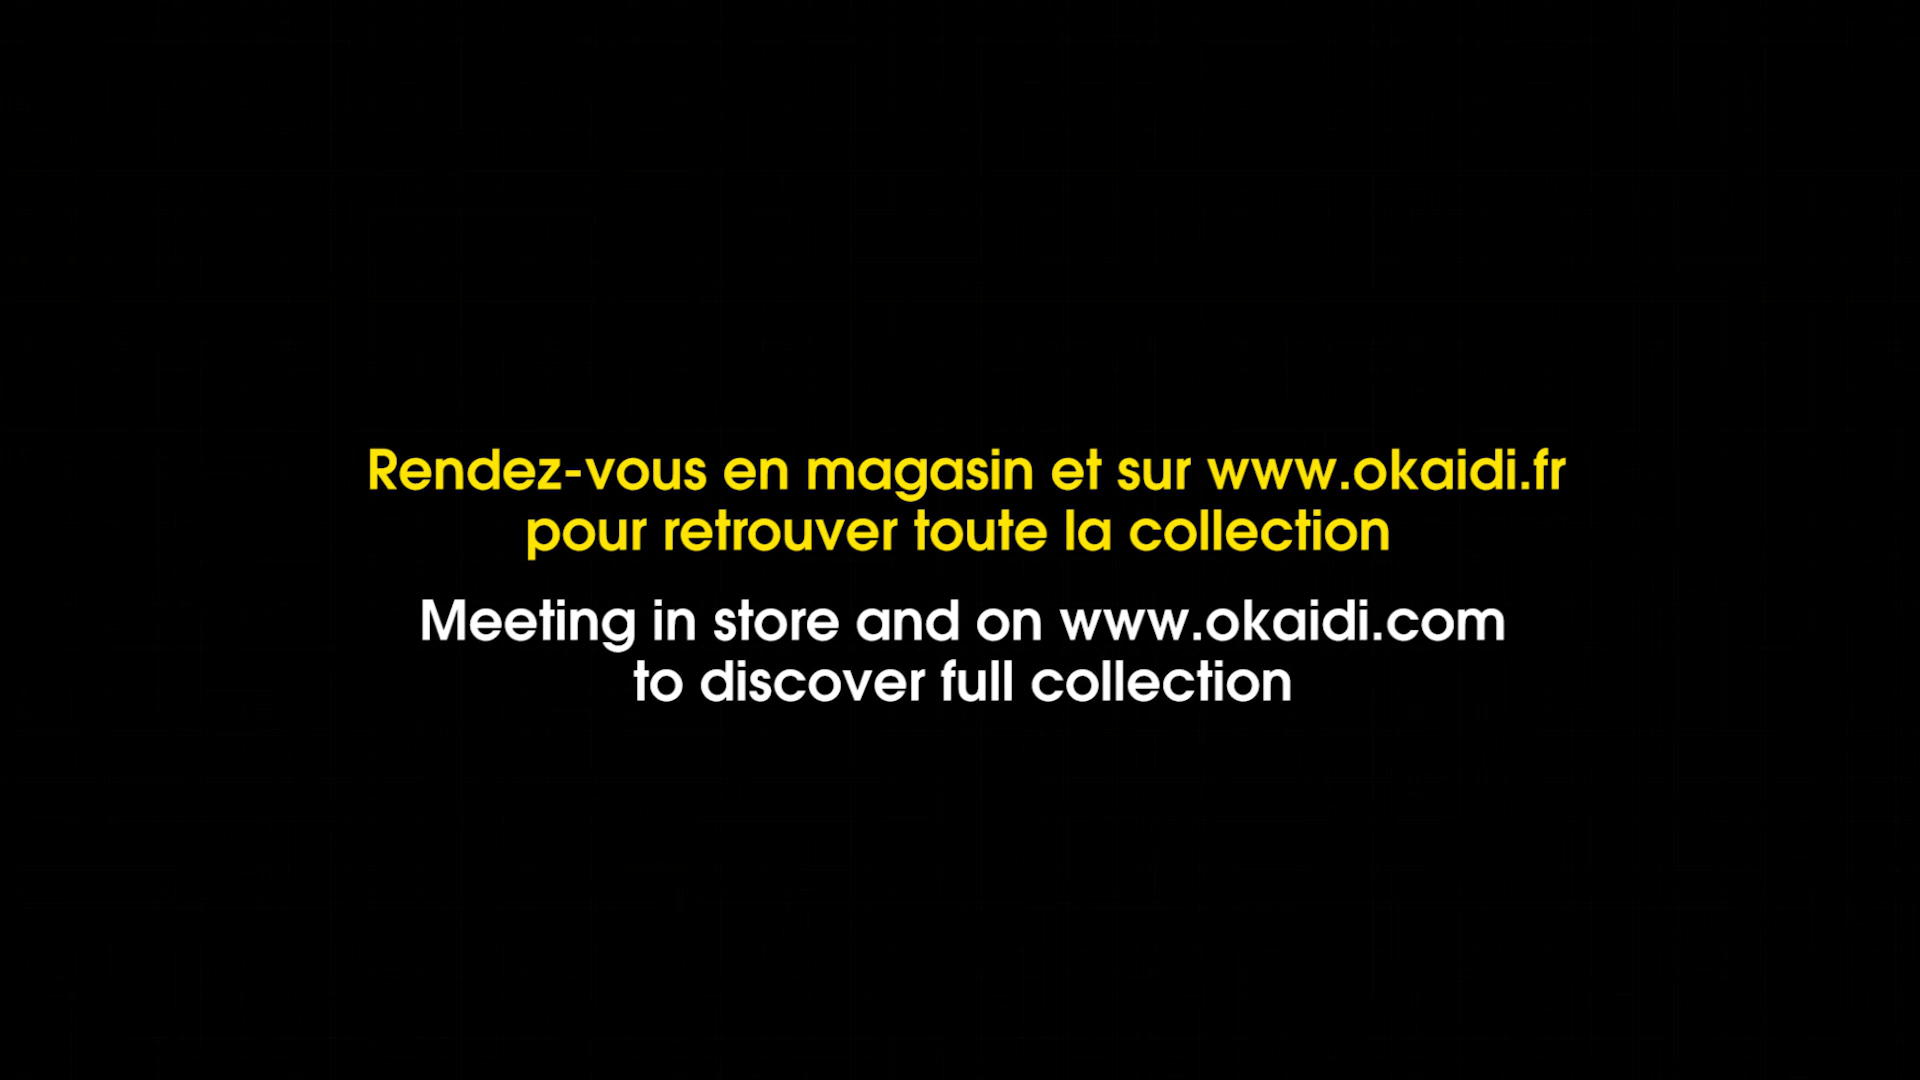 Rendez-vous en magasin et sur www.okaidi.fr
pour retrouver toute la collection
Meeting in store and on www.okaidi.com
to discover full collection